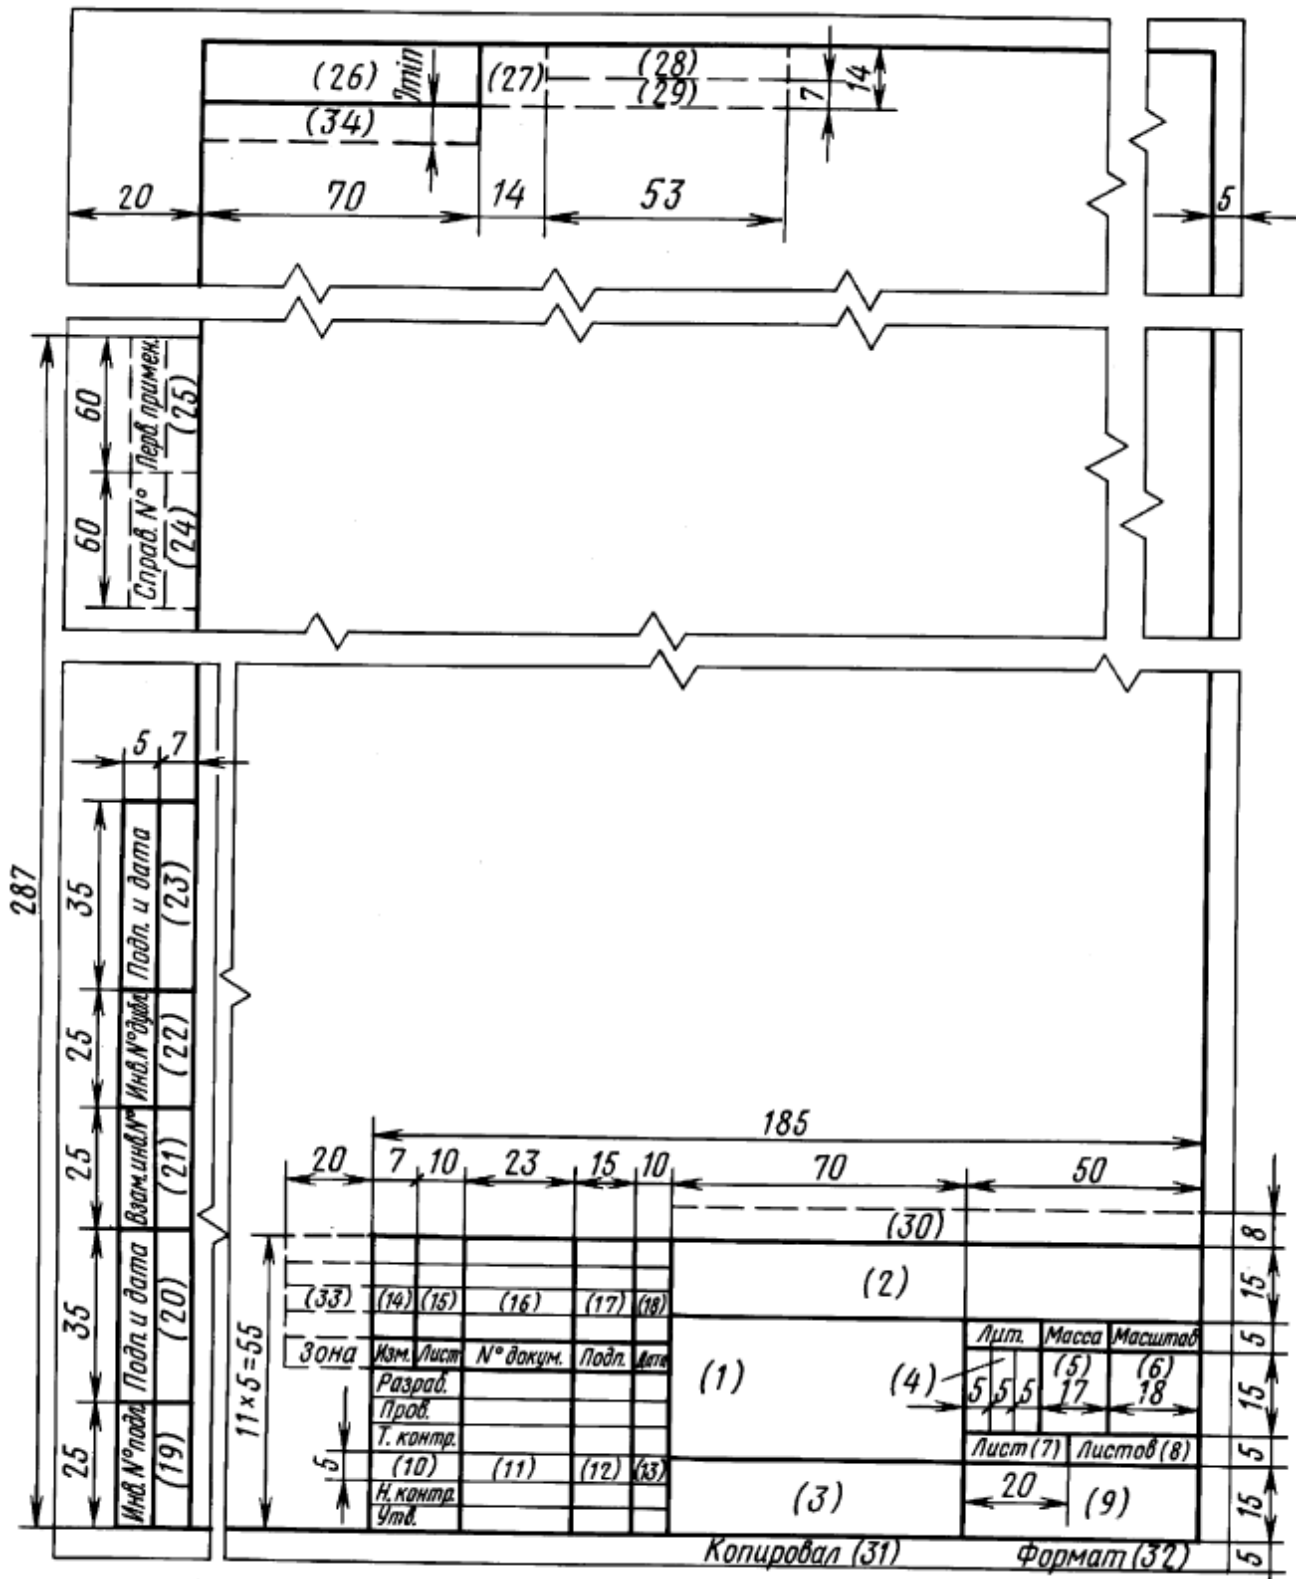 (26)
7min
(27)
(28)
(29)
7
14
(34)
20
70
14
53
5
287
60
Перв. примен.
(25)
60
Справ. N°
(24)
5
7
35
Подп. и дата
(23)
25
Инв. N° дубл.
(22)
25
Взам. инв. N°
(21)
35
Подп. и дата
(20)
25
Инв. N° подл.
(19)
185
20
7
10
23
15
10
70
50
(30)
8
11×5=55
(2)
15
(33)
(14)
(15)
(16)
(17)
(18)
Зона
Изм.
Лист
N° докум.
Подп.
Дата
Разраб.
Пров.
Т. контр.
5
(10)
(11)
(12)
(13)
Н. контр.
Утв.
(1)
Лит.
Масса
Масштаб
5
(4)
(5)
(6)
5
5
5
17
18
15
Лист (7)
Листов (8)
5
(3)
20
(9)
15
Копировал (31)
Формат (32)
5